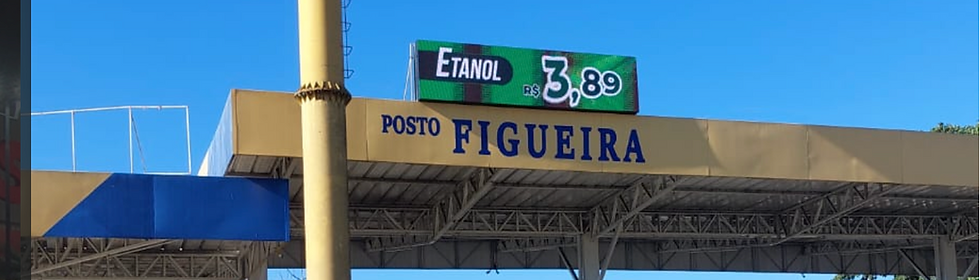 ETANOL
R$ 3,89
POSTO FIGUEIRA